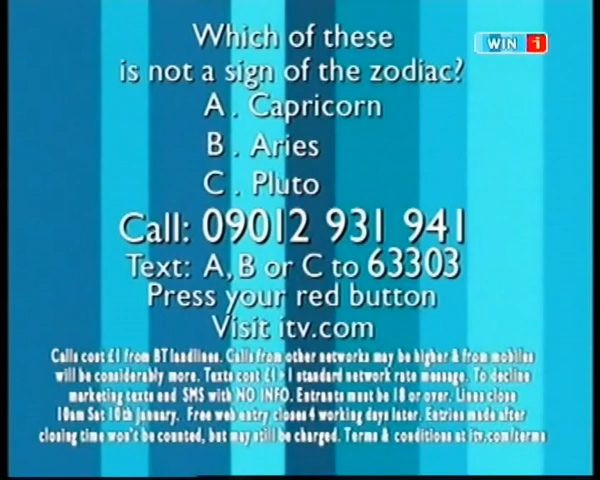 Which of these
WIN i
is not a sign of the zodiac?
A. Capricorn
B. Aries
C. Pluto
Call: 09012 931 941
Text: A, B or C to 63303
Press your red button
Visit itv.com
Calls cost £1 from BT landlines. Calls from other networks may be higher & from mobiles
will be considerably more. Texts cost £1 + 1 standard network rate message. To decline
marketing texts end SMS with NO INFO. Entrants must be 18 or over. Lines close
10am Sat 10th January. Free web entry closes 4 working days later. Entries made after
closing time won't be counted, but may still be charged. Terms & conditions at itv.com/terms